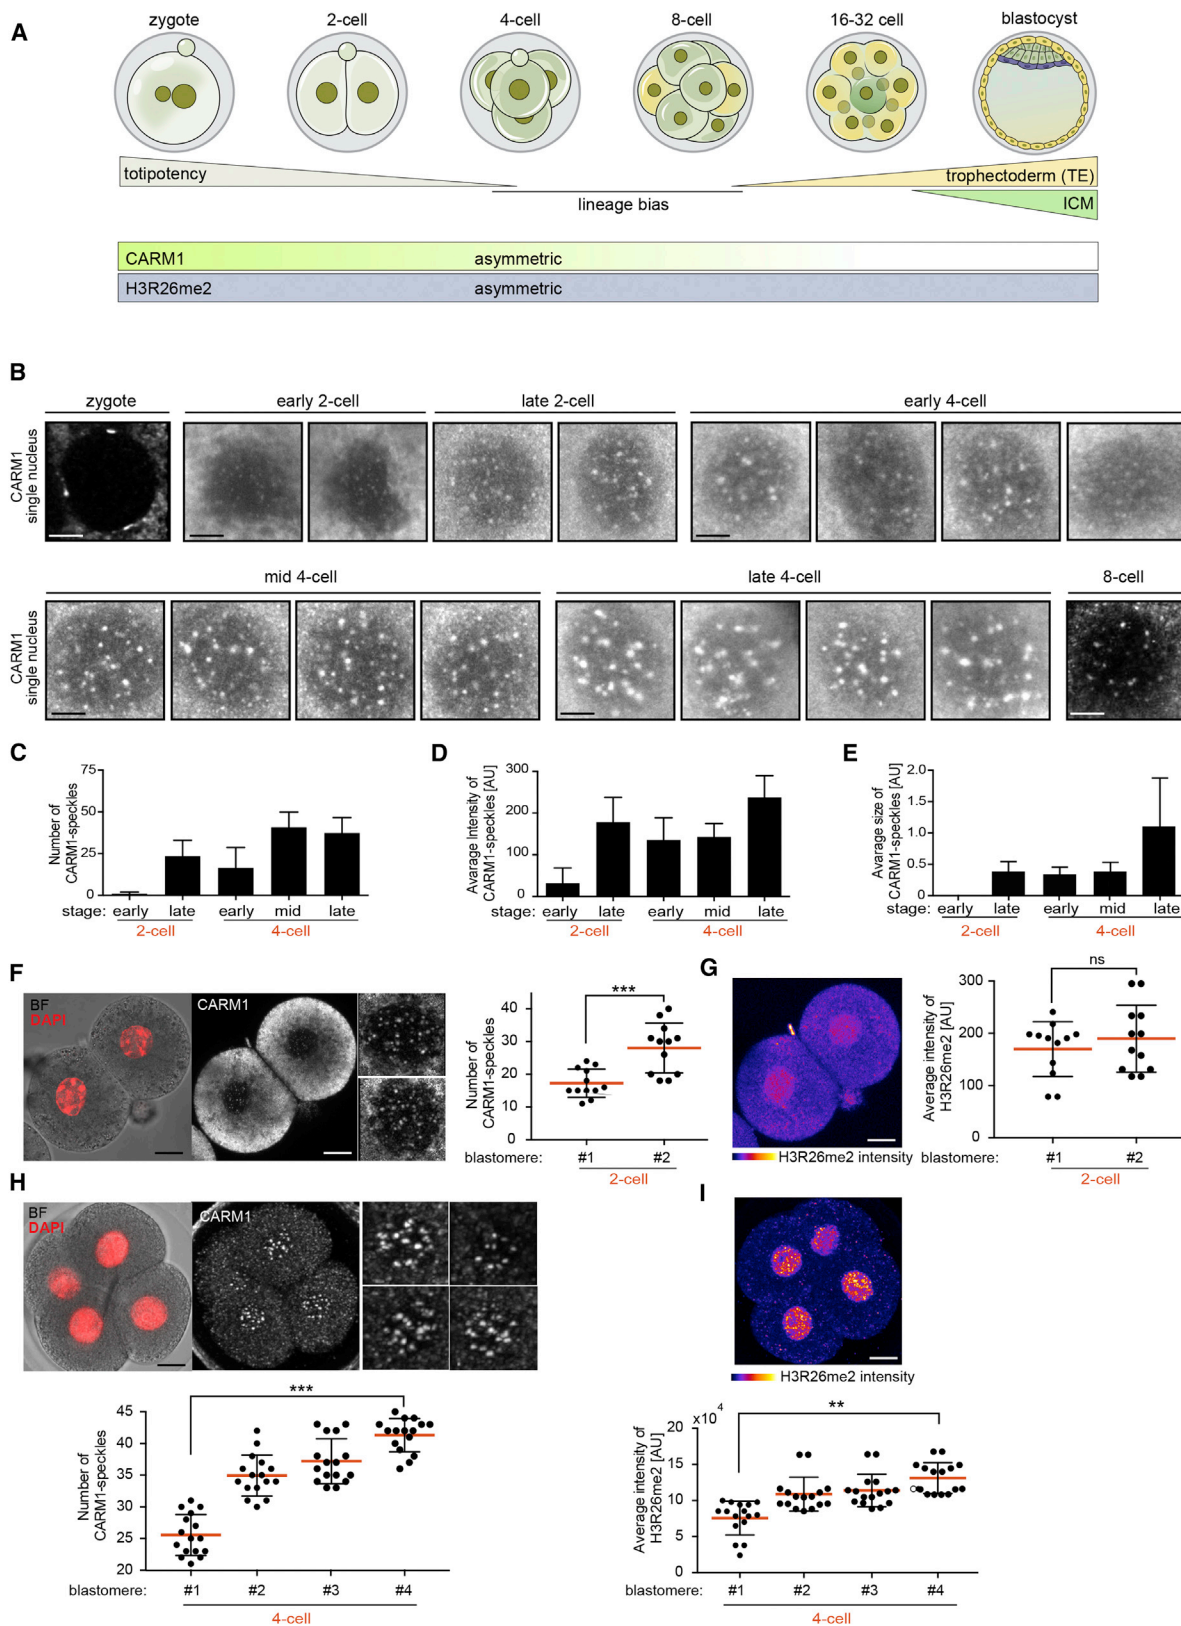 A
zygote 2-cell 4-cell 8-cell 16-32 cell blastocyst
totipotency
trophectoderm (TE)
lineage bias
ICM
CARM1 asymmetric
H3R26me2 asymmetric
B
zygote early 2-cell late 2-cell early 4-cell
CARM1
single nucleus
mid 4-cell late 4-cell 8-cell
CARM1
single nucleus
C
Number of
CARM1-speckles
75
50
25
0
stage: early late early mid late
2-cell 4-cell
D
Avarage Intensity of
CARM1-speckles [AU]
300
200
100
0
stage: early late early mid late
2-cell 4-cell
E
Avarage size of
CARM1-speckles [AU]
2.0
1.5
1.0
0.5
0
stage: early late early mid late
2-cell 4-cell
F
BF
DAPI
CARM1
Number of
CARM1-speckles
40
30
20
10
0
***
blastomere: #1 #2
2-cell
G
H3R26me2 intensity
Average intensity of
H3R26me2 [AU]
300
200
100
0
ns
blastomere: #1 #2
2-cell
H
BF
DAPI
CARM1
***
Number of
CARM1-speckles
45
40
35
30
25
20
blastomere: #1 #2 #3 #4
4-cell
I
H3R26me2 intensity
Average intensity of
H3R26me2 [AU]
x10⁴
20
15
10
5
0
**
blastomere: #1 #2 #3 #4
4-cell